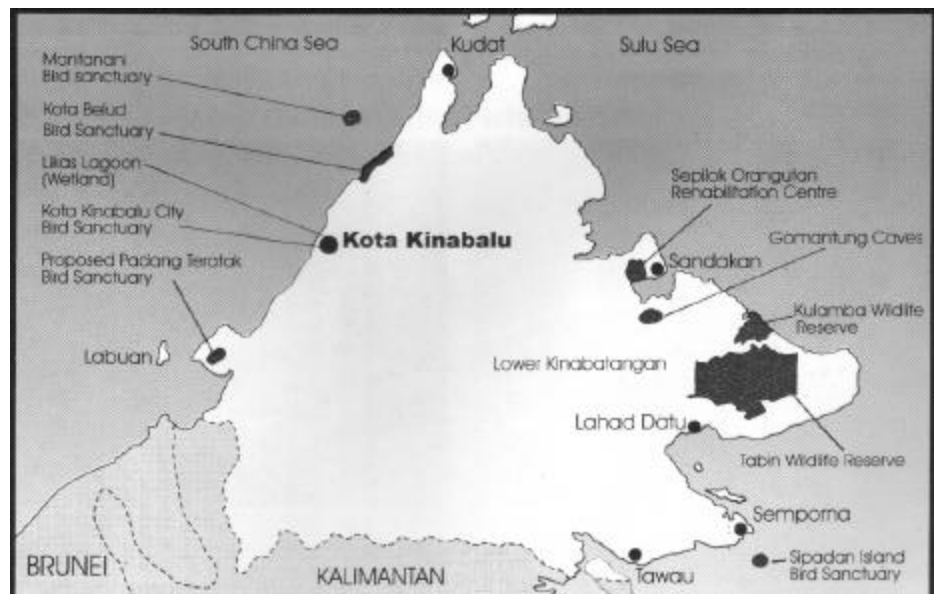 South China Sea
Kudat
Sulu Sea
Mantanani
Bird sanctuary
Kota Belud
Bird Sanctuary
Likas Lagoon
(Wetland)
Kota Kinabalu City
Bird Sanctuary
Proposed Padang Teratak
Bird Sanctuary
Kota Kinabalu
Labuan
Sepilok Orangutan
Rehabilitation Centre
Gomantung Caves
Sandakan
Kulamba Wildlife
Reserve
Lower Kinabatangan
Lahad Datu
Tabin Wildlife Reserve
Semporna
Sipadan Island
Bird Sanctuary
Tawau
BRUNEI
KALIMANTAN